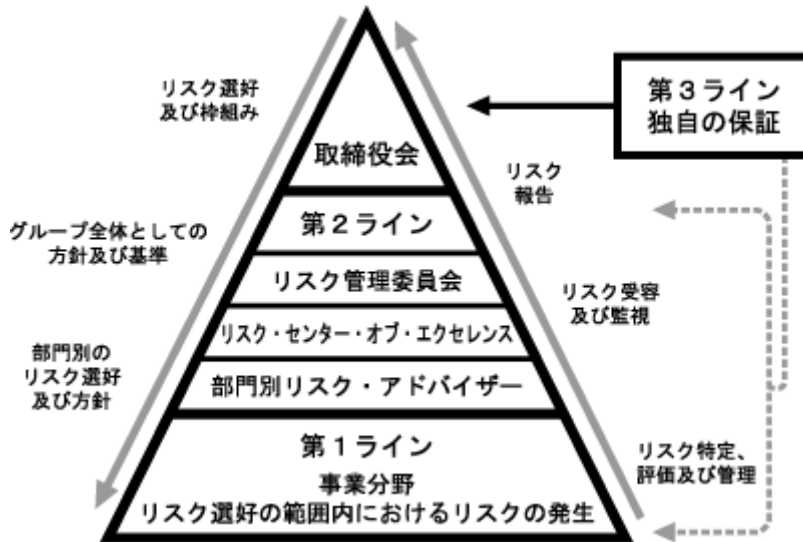 リスク選好
及び枠組み
グループ全体としての
方針及び基準
部門別の
リスク選好
及び方針
取締役会
第2ライン
リスク管理委員会
リスク・センター・オブ・エクセレンス
部門別リスク・アドバイザー
第1ライン
事業分野
リスク選好の範囲内におけるリスクの発生
リスク
報告
リスク受容
及び監視
リスク特定、
評価及び管理
第3ライン
独自の保証